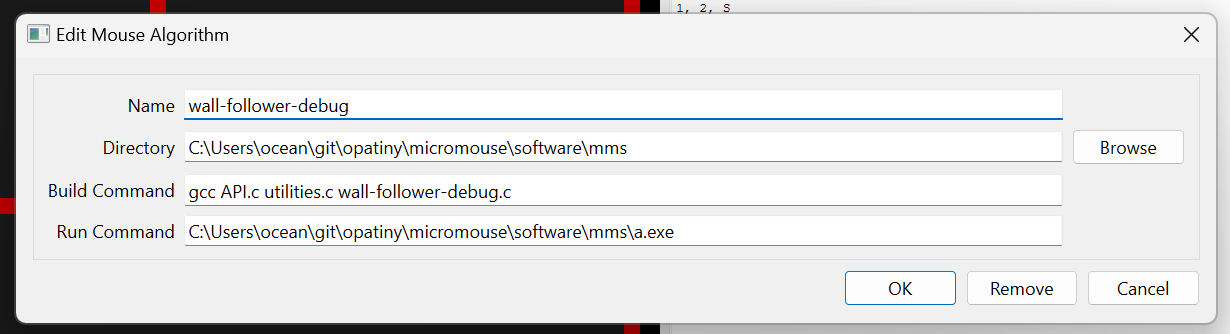 1, 2, S
Edit Mouse Algorithm
Name wall-follower-debug
Directory C:\Users\ocean\git\opatiny\micromouse\software\mms Browse
Build Command gcc API.c utilities.c wall-follower-debug.c
Run Command C:\Users\ocean\git\opatiny\micromouse\software\mms\a.exe
OK Remove Cancel